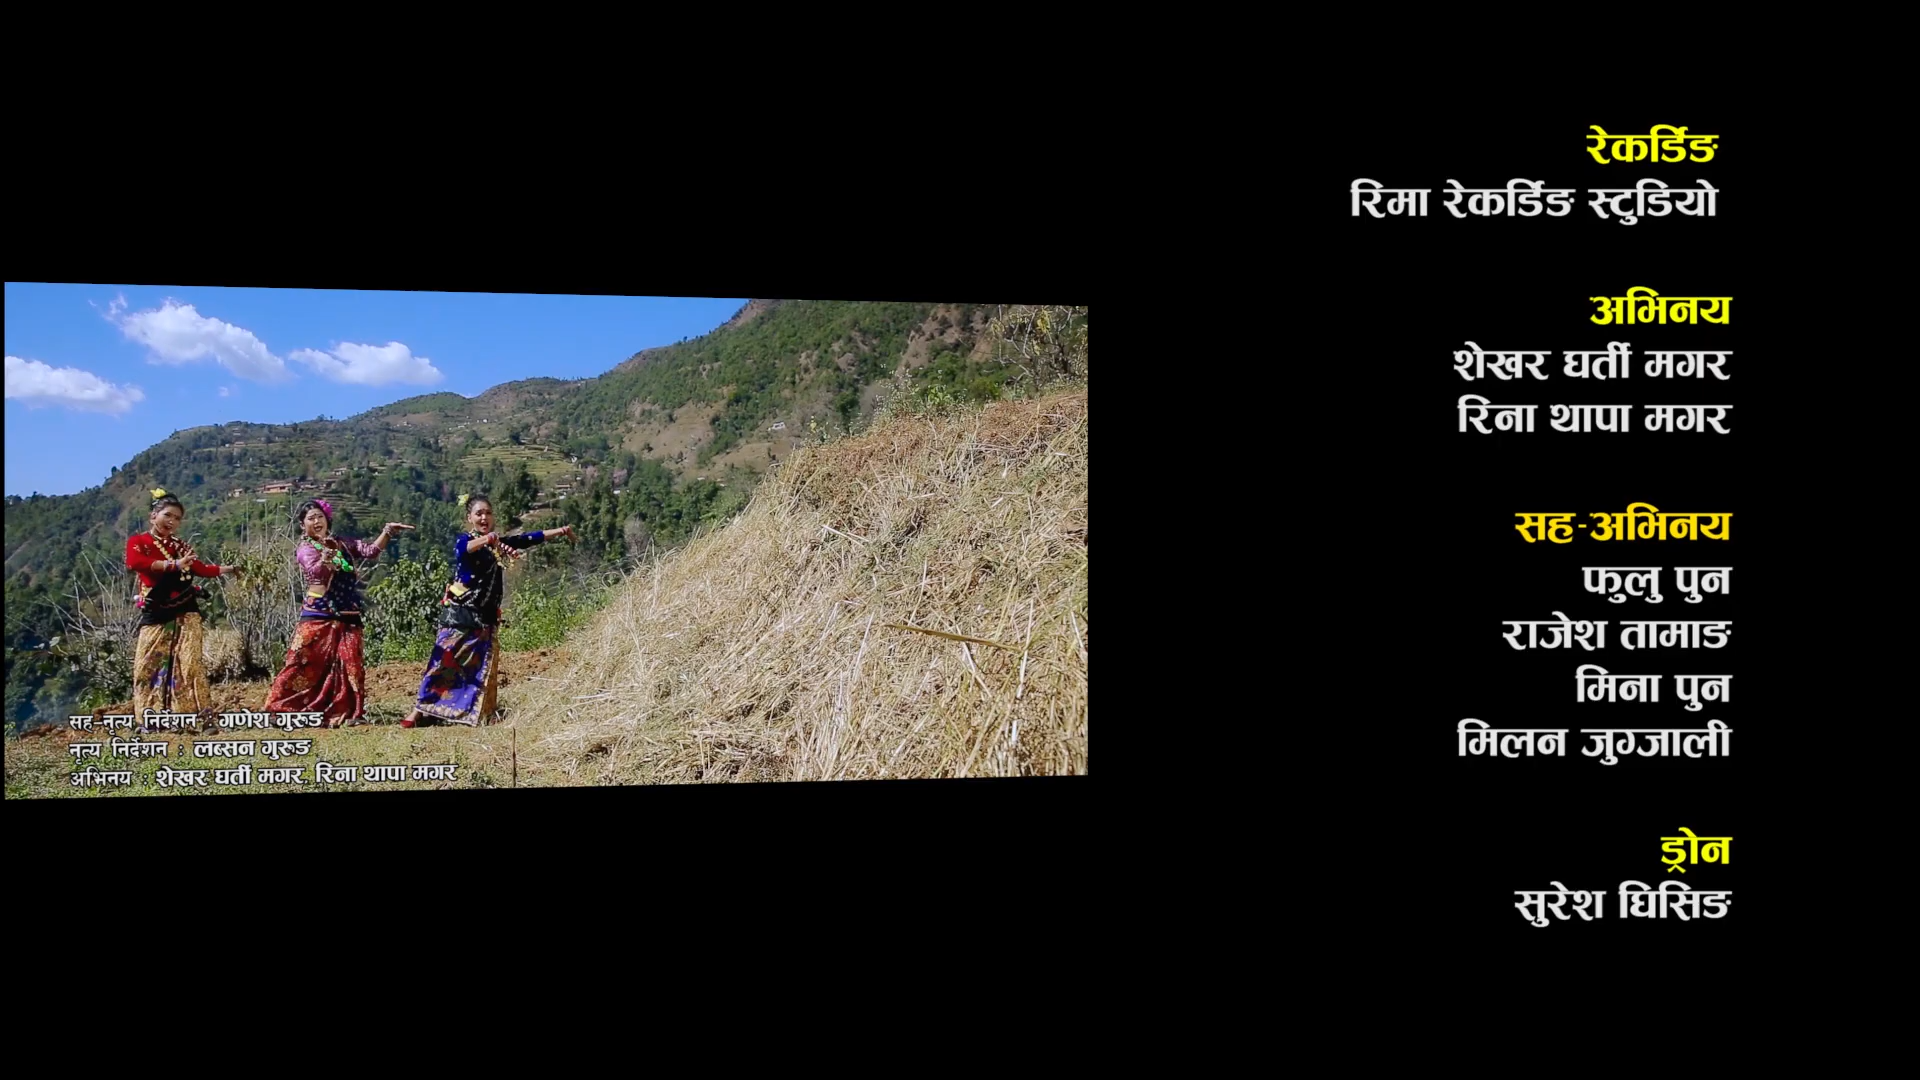 रेकर्डिङ
रिमा रेकर्डिङ स्टुडियो
अभिनय
शेखर घर्ती मगर
रिना थापा मगर
सह-अभिनय
फुलु पुन
राजेश तामाङ
मिना पुन
मिलन जुग्जाली
ड्रोन
सुरेश घिसिङ
सह-नृत्य निर्देशन : गणेश गुरुङ
नृत्य निर्देशन : लब्सन गुरुङ
अभिनय : शेखर घर्ती मगर, रिना थापा मगर